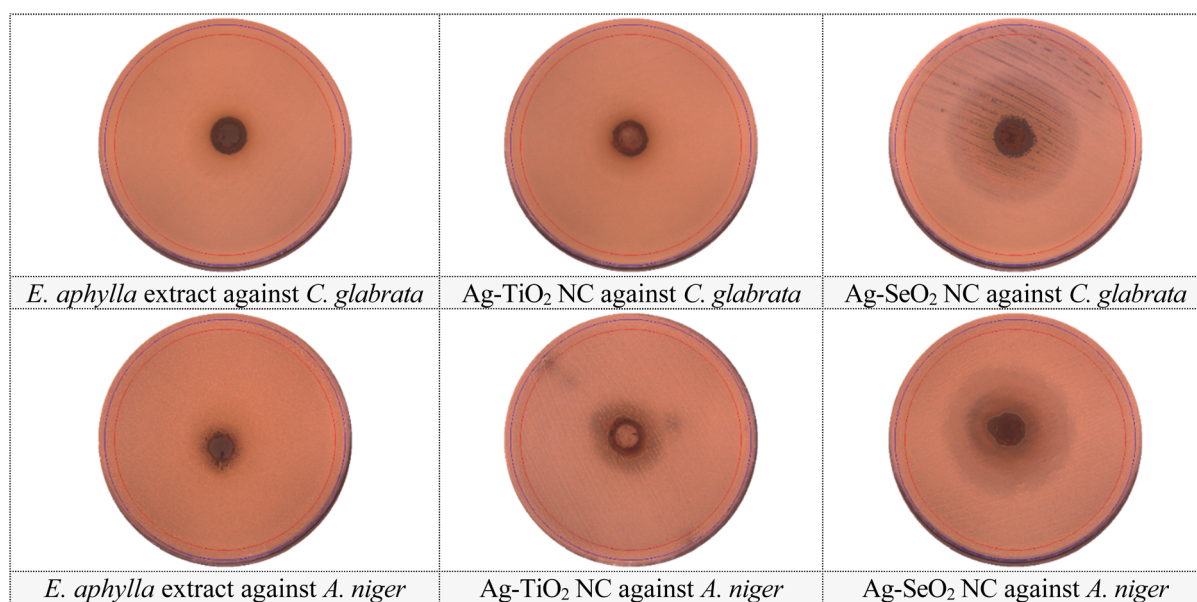 E. aphylla extract against C. glabrata
Ag-TiO₂ NC against C. glabrata
Ag-SeO₂ NC against C. glabrata
E. aphylla extract against A. niger
Ag-TiO₂ NC against A. niger
Ag-SeO₂ NC against A. niger